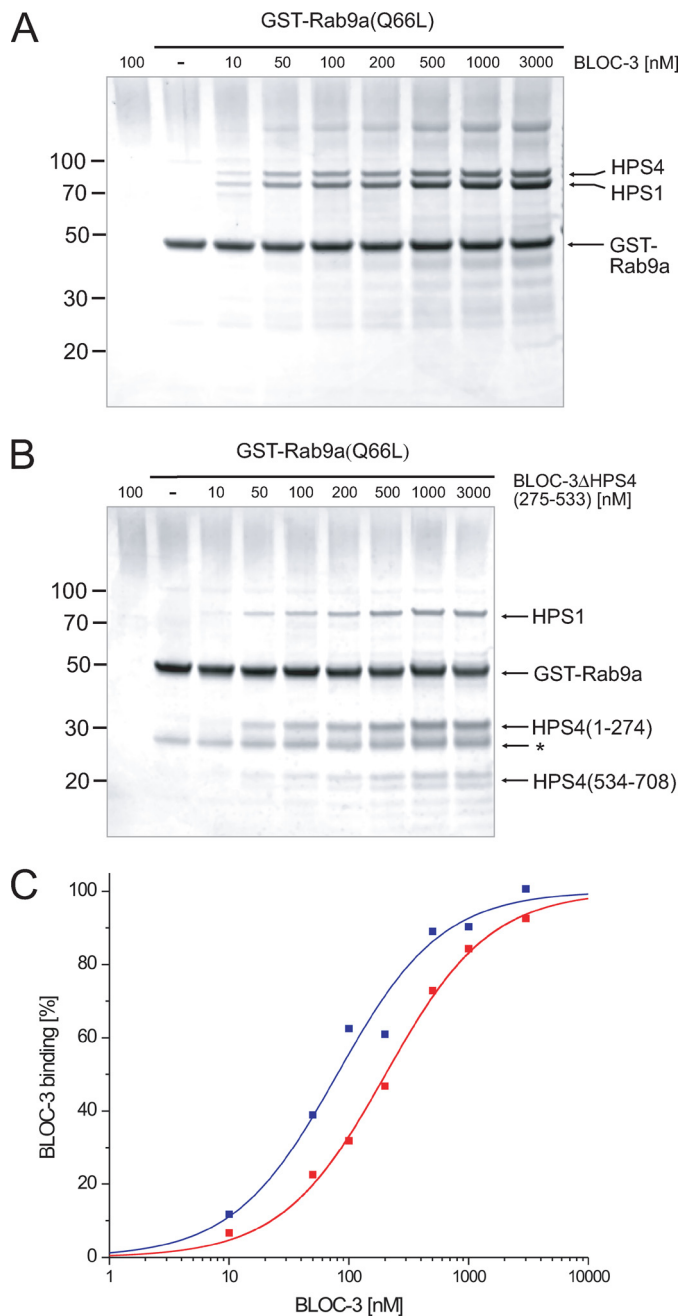 A
GST-Rab9a(Q66L)
100 – 10 50 100 200 500 1000 3000 BLOC-3 [nM]
100
70
50
30
20
HPS4
HPS1
GST-
Rab9a
B
GST-Rab9a(Q66L)
100 – 10 50 100 200 500 1000 3000
BLOC-3ΔHPS4
(275-533) [nM]
100
70
50
30
20
HPS1
GST-Rab9a
HPS4(1-274)
*
HPS4(534-708)
C
100
80
60
40
20
0
BLOC-3 binding [%]
1 10 100 1000 10000
BLOC-3 [nM]